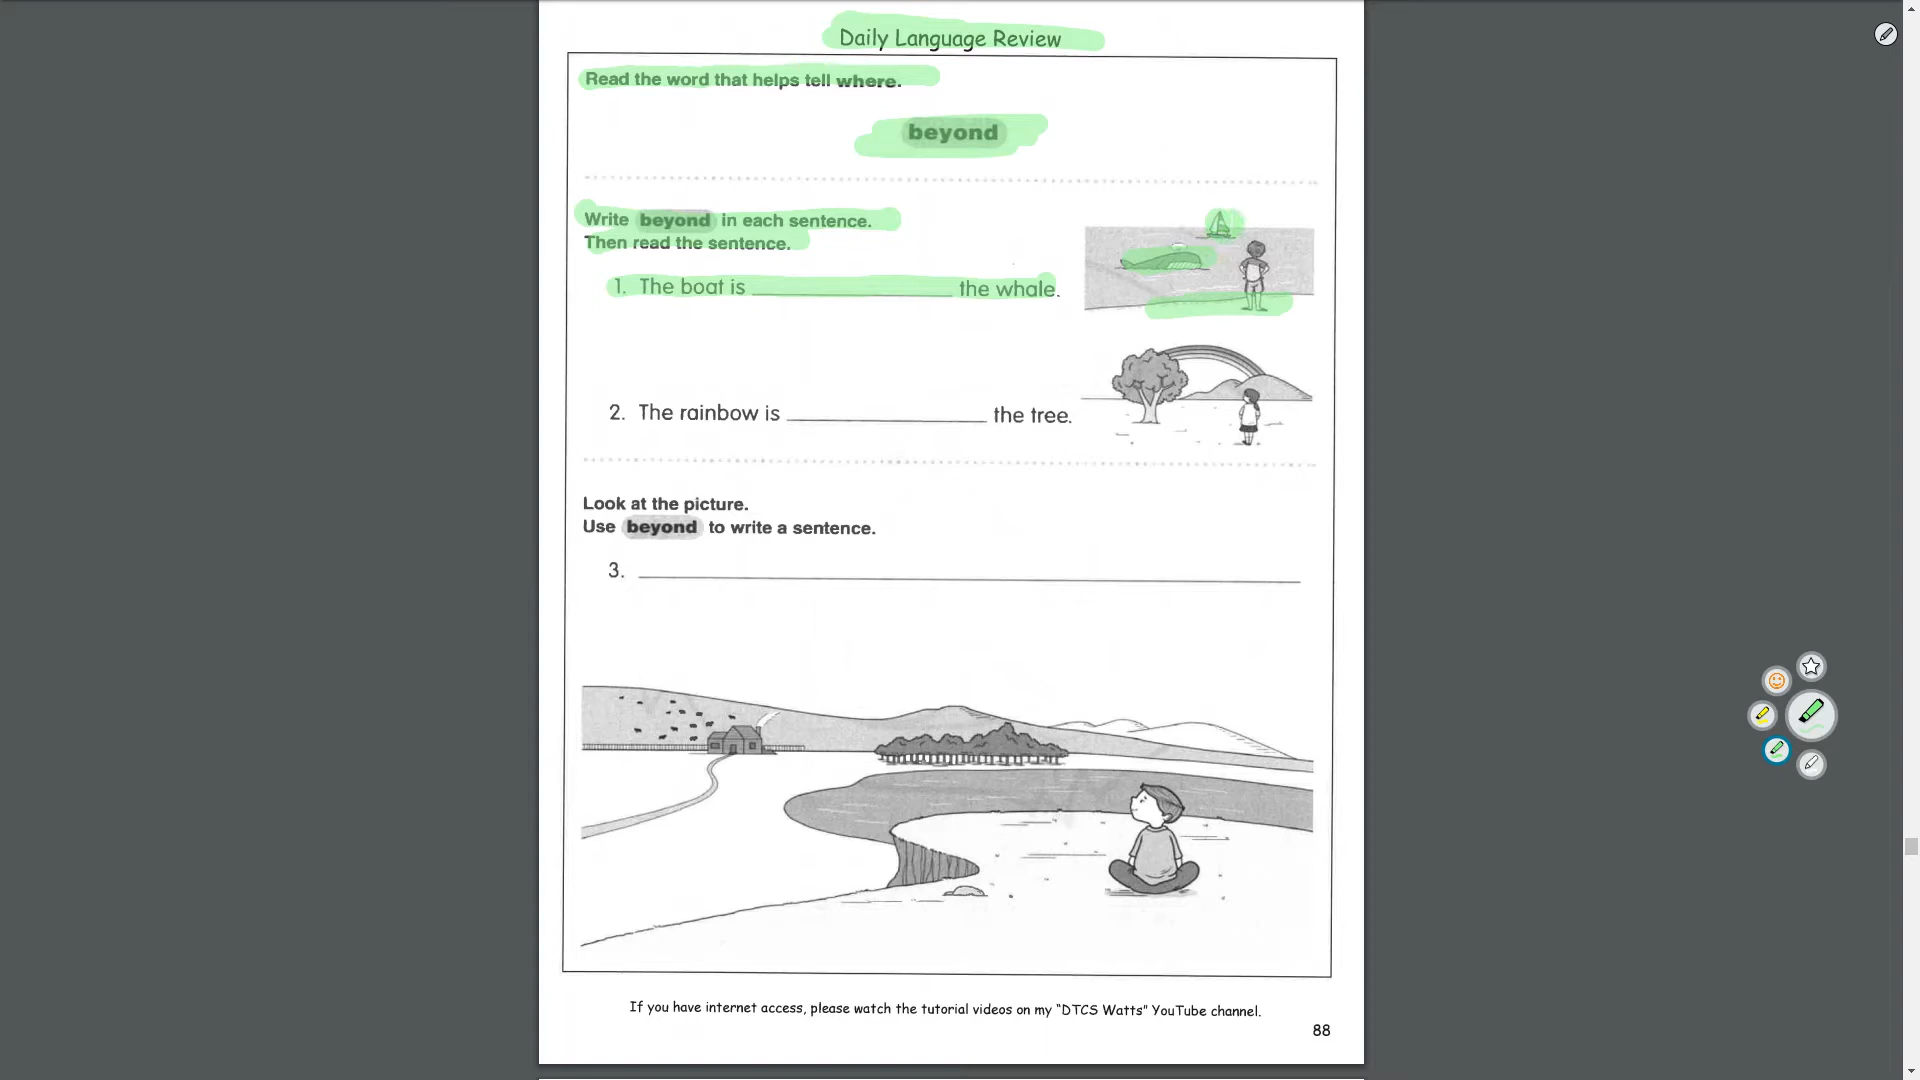 Daily Language Review
Read the word that helps tell where.
beyond
Write beyond in each sentence.
Then read the sentence.
1. The boat is ____________________ the whale.
2. The rainbow is ____________________ the tree.
Look at the picture.
Use beyond to write a sentence.
3. ____________________
If you have internet access, please watch the tutorial videos on my "DTCS Watts" YouTube channel.
88